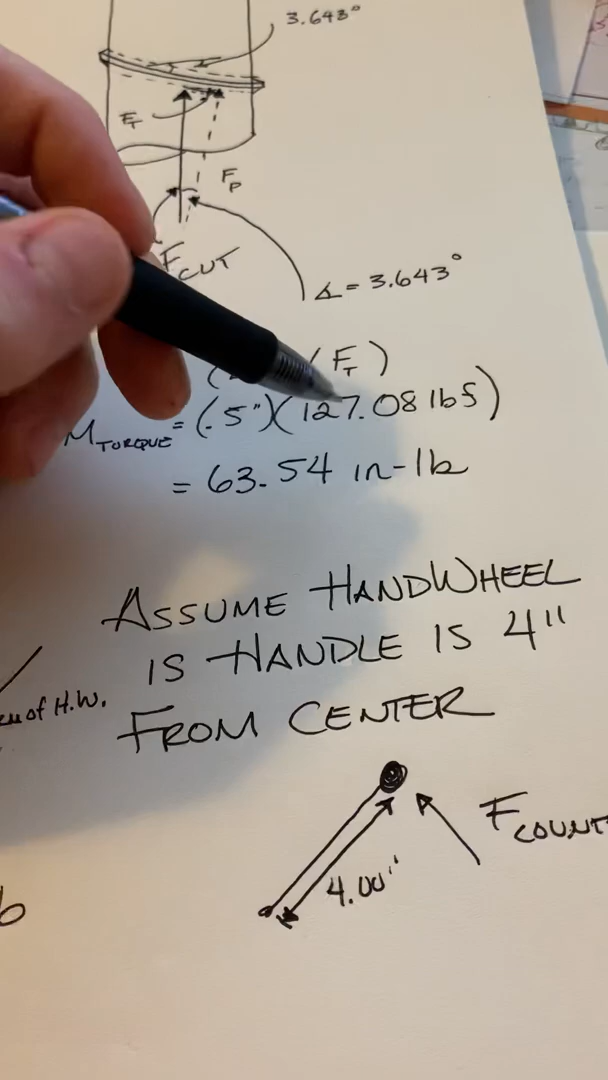 3.643°
F_T
F_P
F_CUT
∡ = 3.643°
( F_T )
M_TORQUE = (.5")(127.08 lbf)
= 63.54 in-lb
ASSUME HANDWHEEL
IS HANDLE IS 4"
of H.W.
FROM CENTER
F_COUNT
4.00"